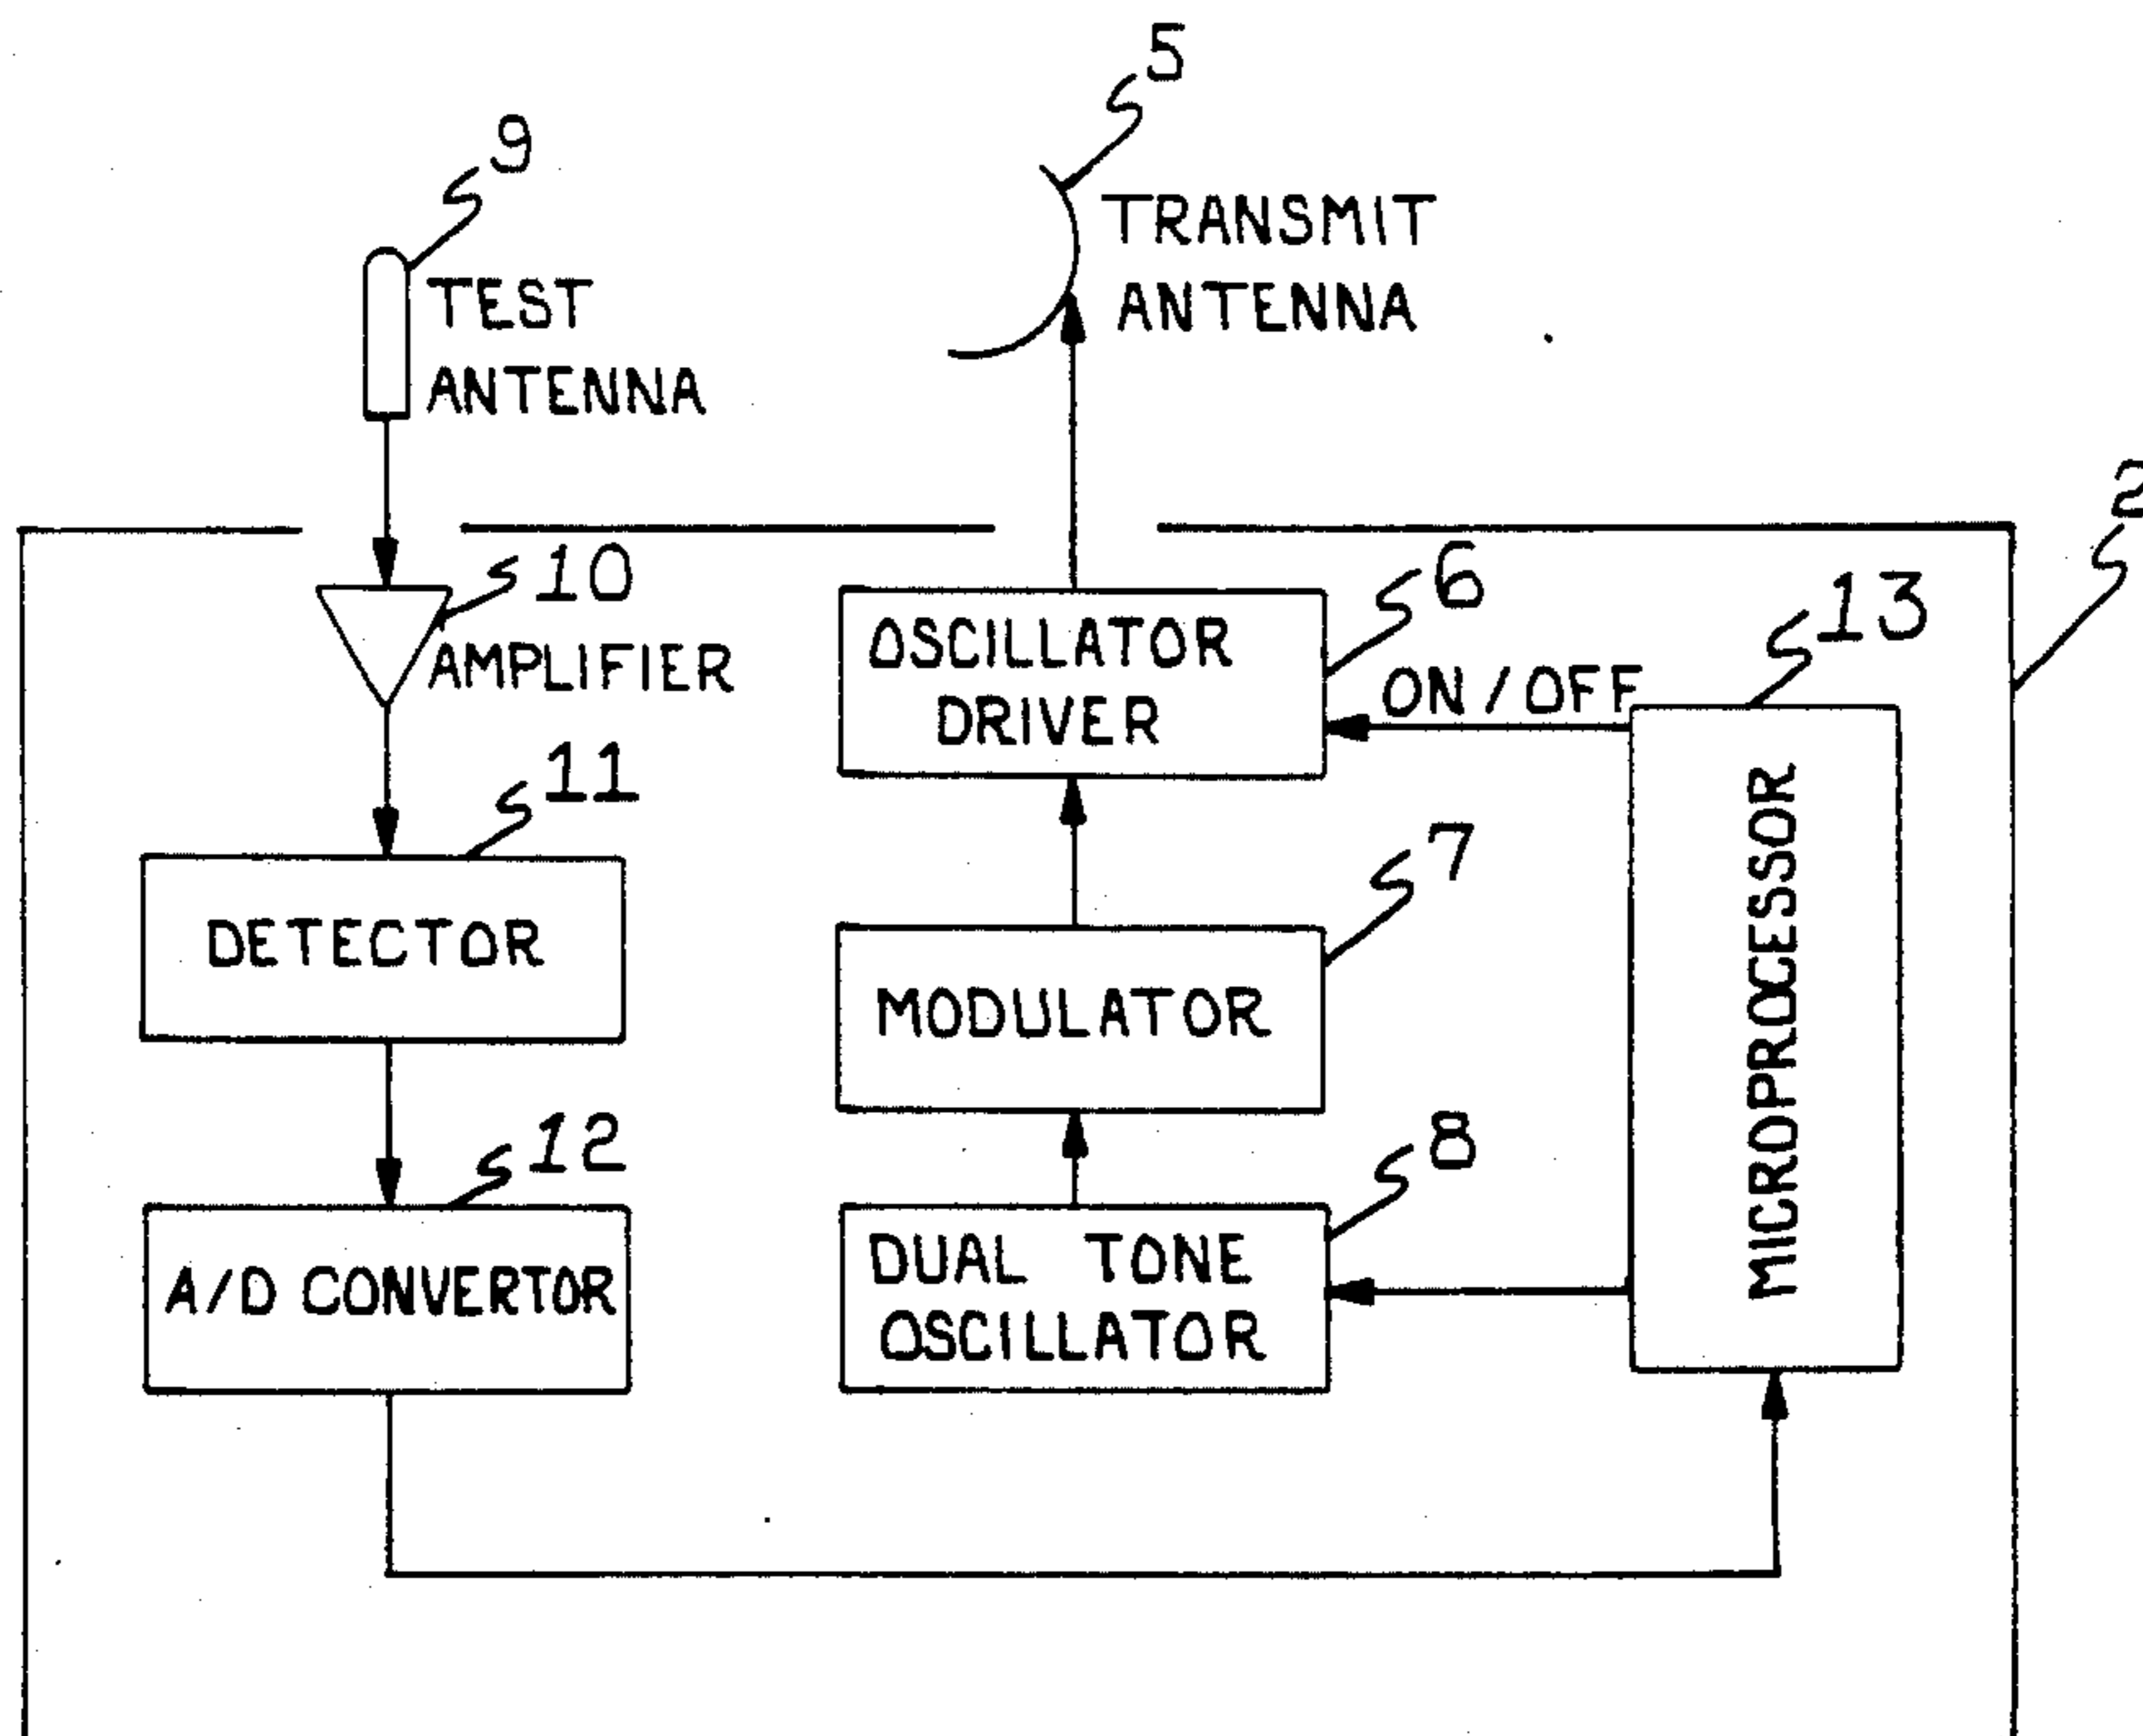 5
9
TRANSMIT
ANTENNA
TEST
ANTENNA
2
10
AMPLIFIER
6
OSCILLATOR
DRIVER
ON/OFF
13
11
DETECTOR
7
MODULATOR
MICROPROCESSOR
12
A/D CONVERTOR
8
DUAL TONE
OSCILLATOR